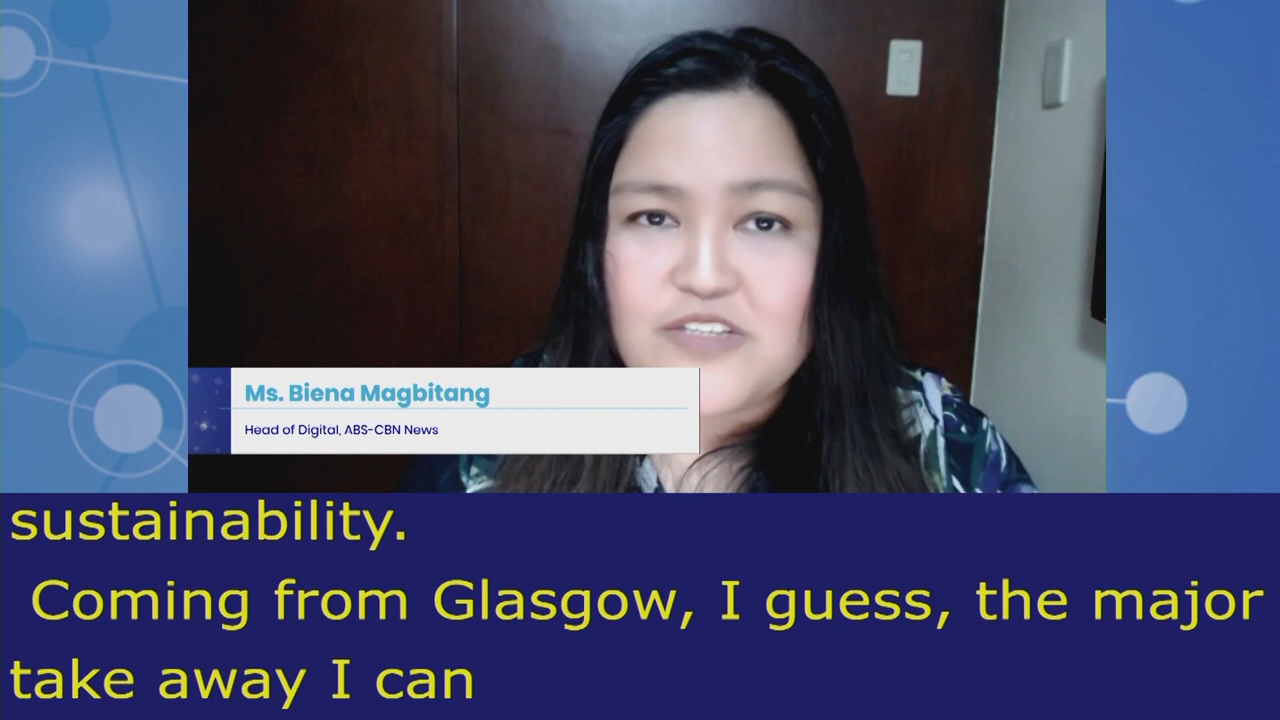 Ms. Biena Magbitang
Head of Digital, ABS-CBN News
sustainability.
Coming from Glasgow, I guess, the major
take away I can